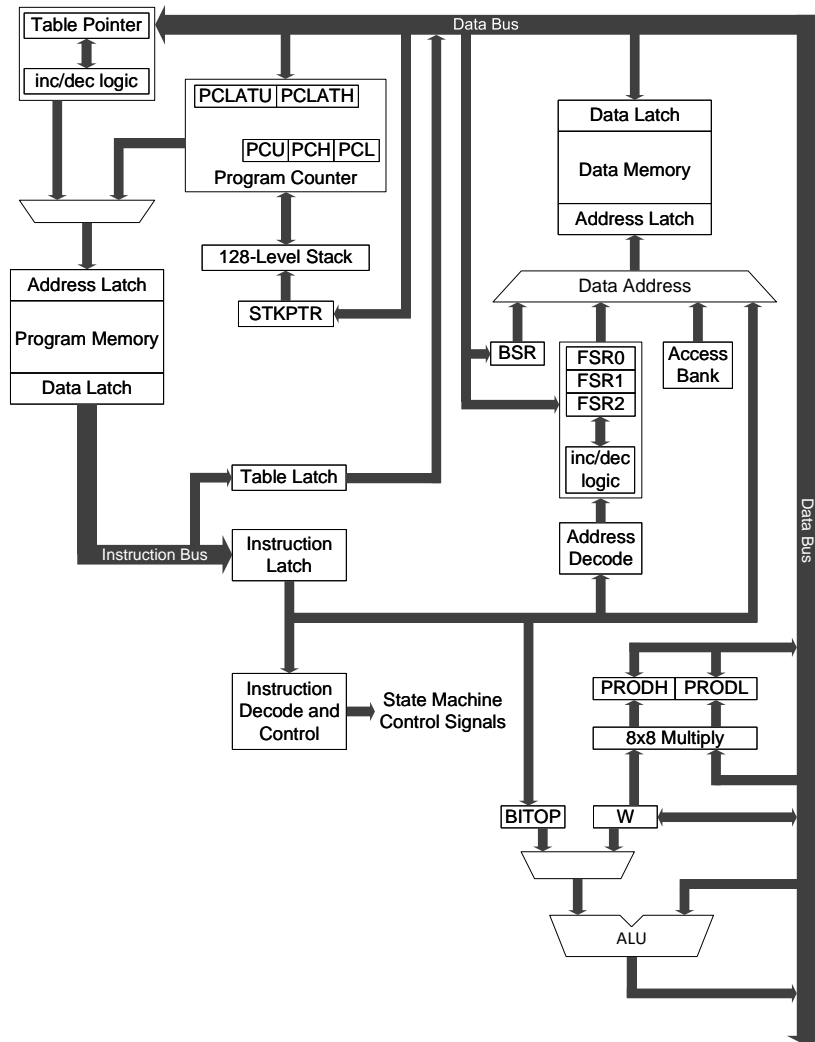 Table Pointer
inc/dec logic
Data Bus
PCLATU PCLATH
PCU PCH PCL
Program Counter
128-Level Stack
STKPTR
Data Latch
Data Memory
Address Latch
Data Address
BSR
FSR0
FSR1
FSR2
inc/dec
logic
Access
Bank
Address
Decode
Address Latch
Program Memory
Data Latch
Instruction Bus
Table Latch
Instruction
Latch
Instruction
Decode and
Control
State Machine
Control Signals
Data Bus
PRODH PRODL
8x8 Multiply
BITOP
W
ALU